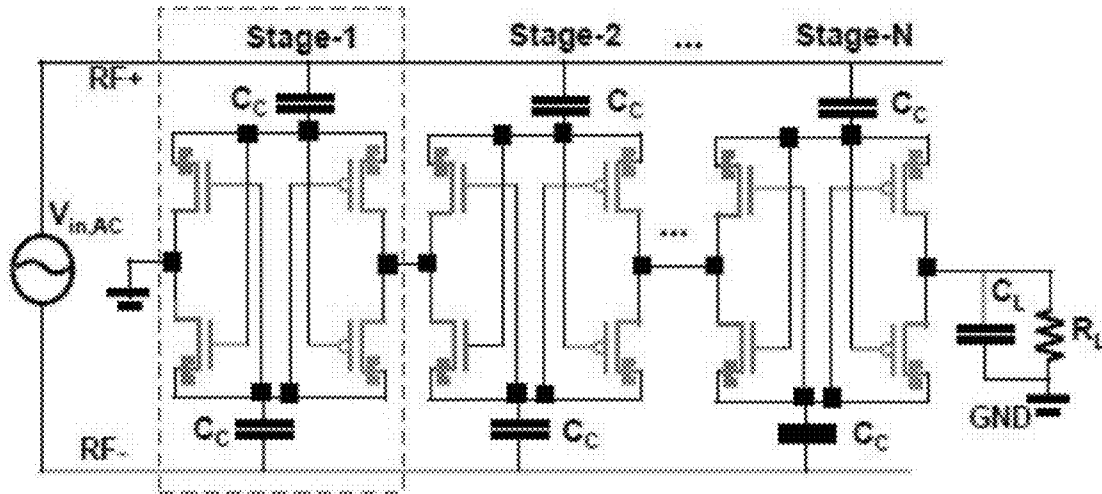 Stage-1 Stage-2 ... Stage-N
RF+
C_C C_C C_C
V_in,AC
... 
C_L
R_L
GND
C_C C_C C_C
RF-